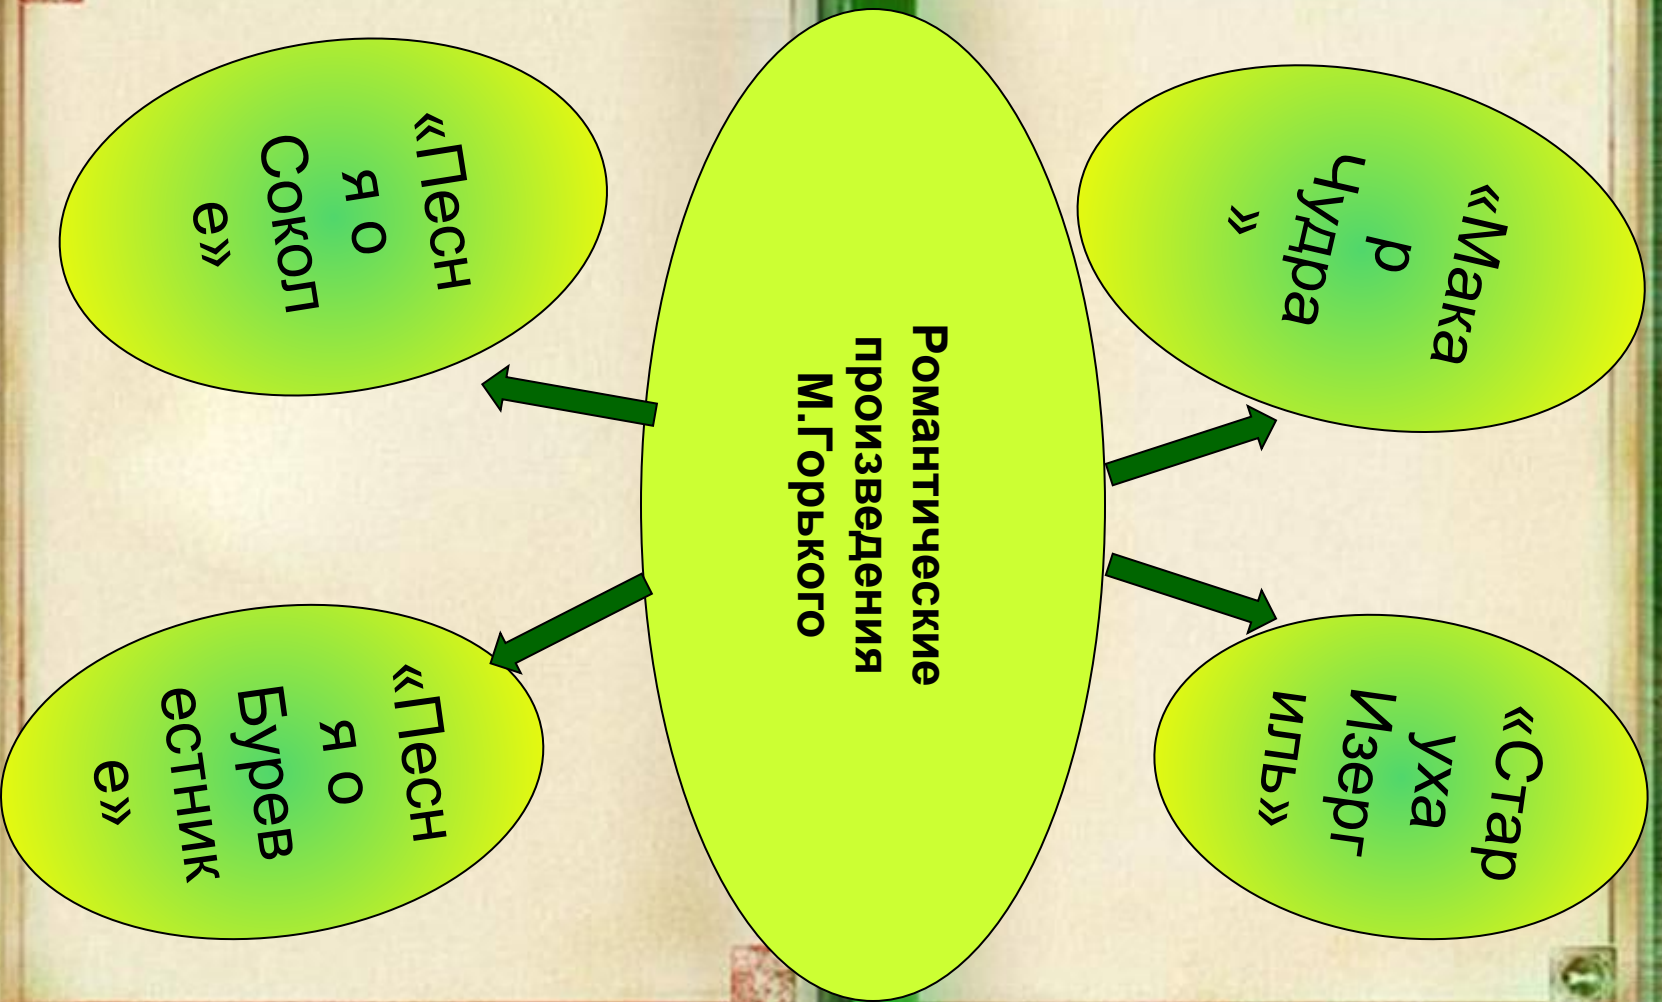 «Мака
р
Чудра
»
«Стар
уха
Изерг
иль»
Романтические
произведения
М.Горького
«Песн
я о
Сокол
е»
«Песн
я о
Бурев
естник
е»